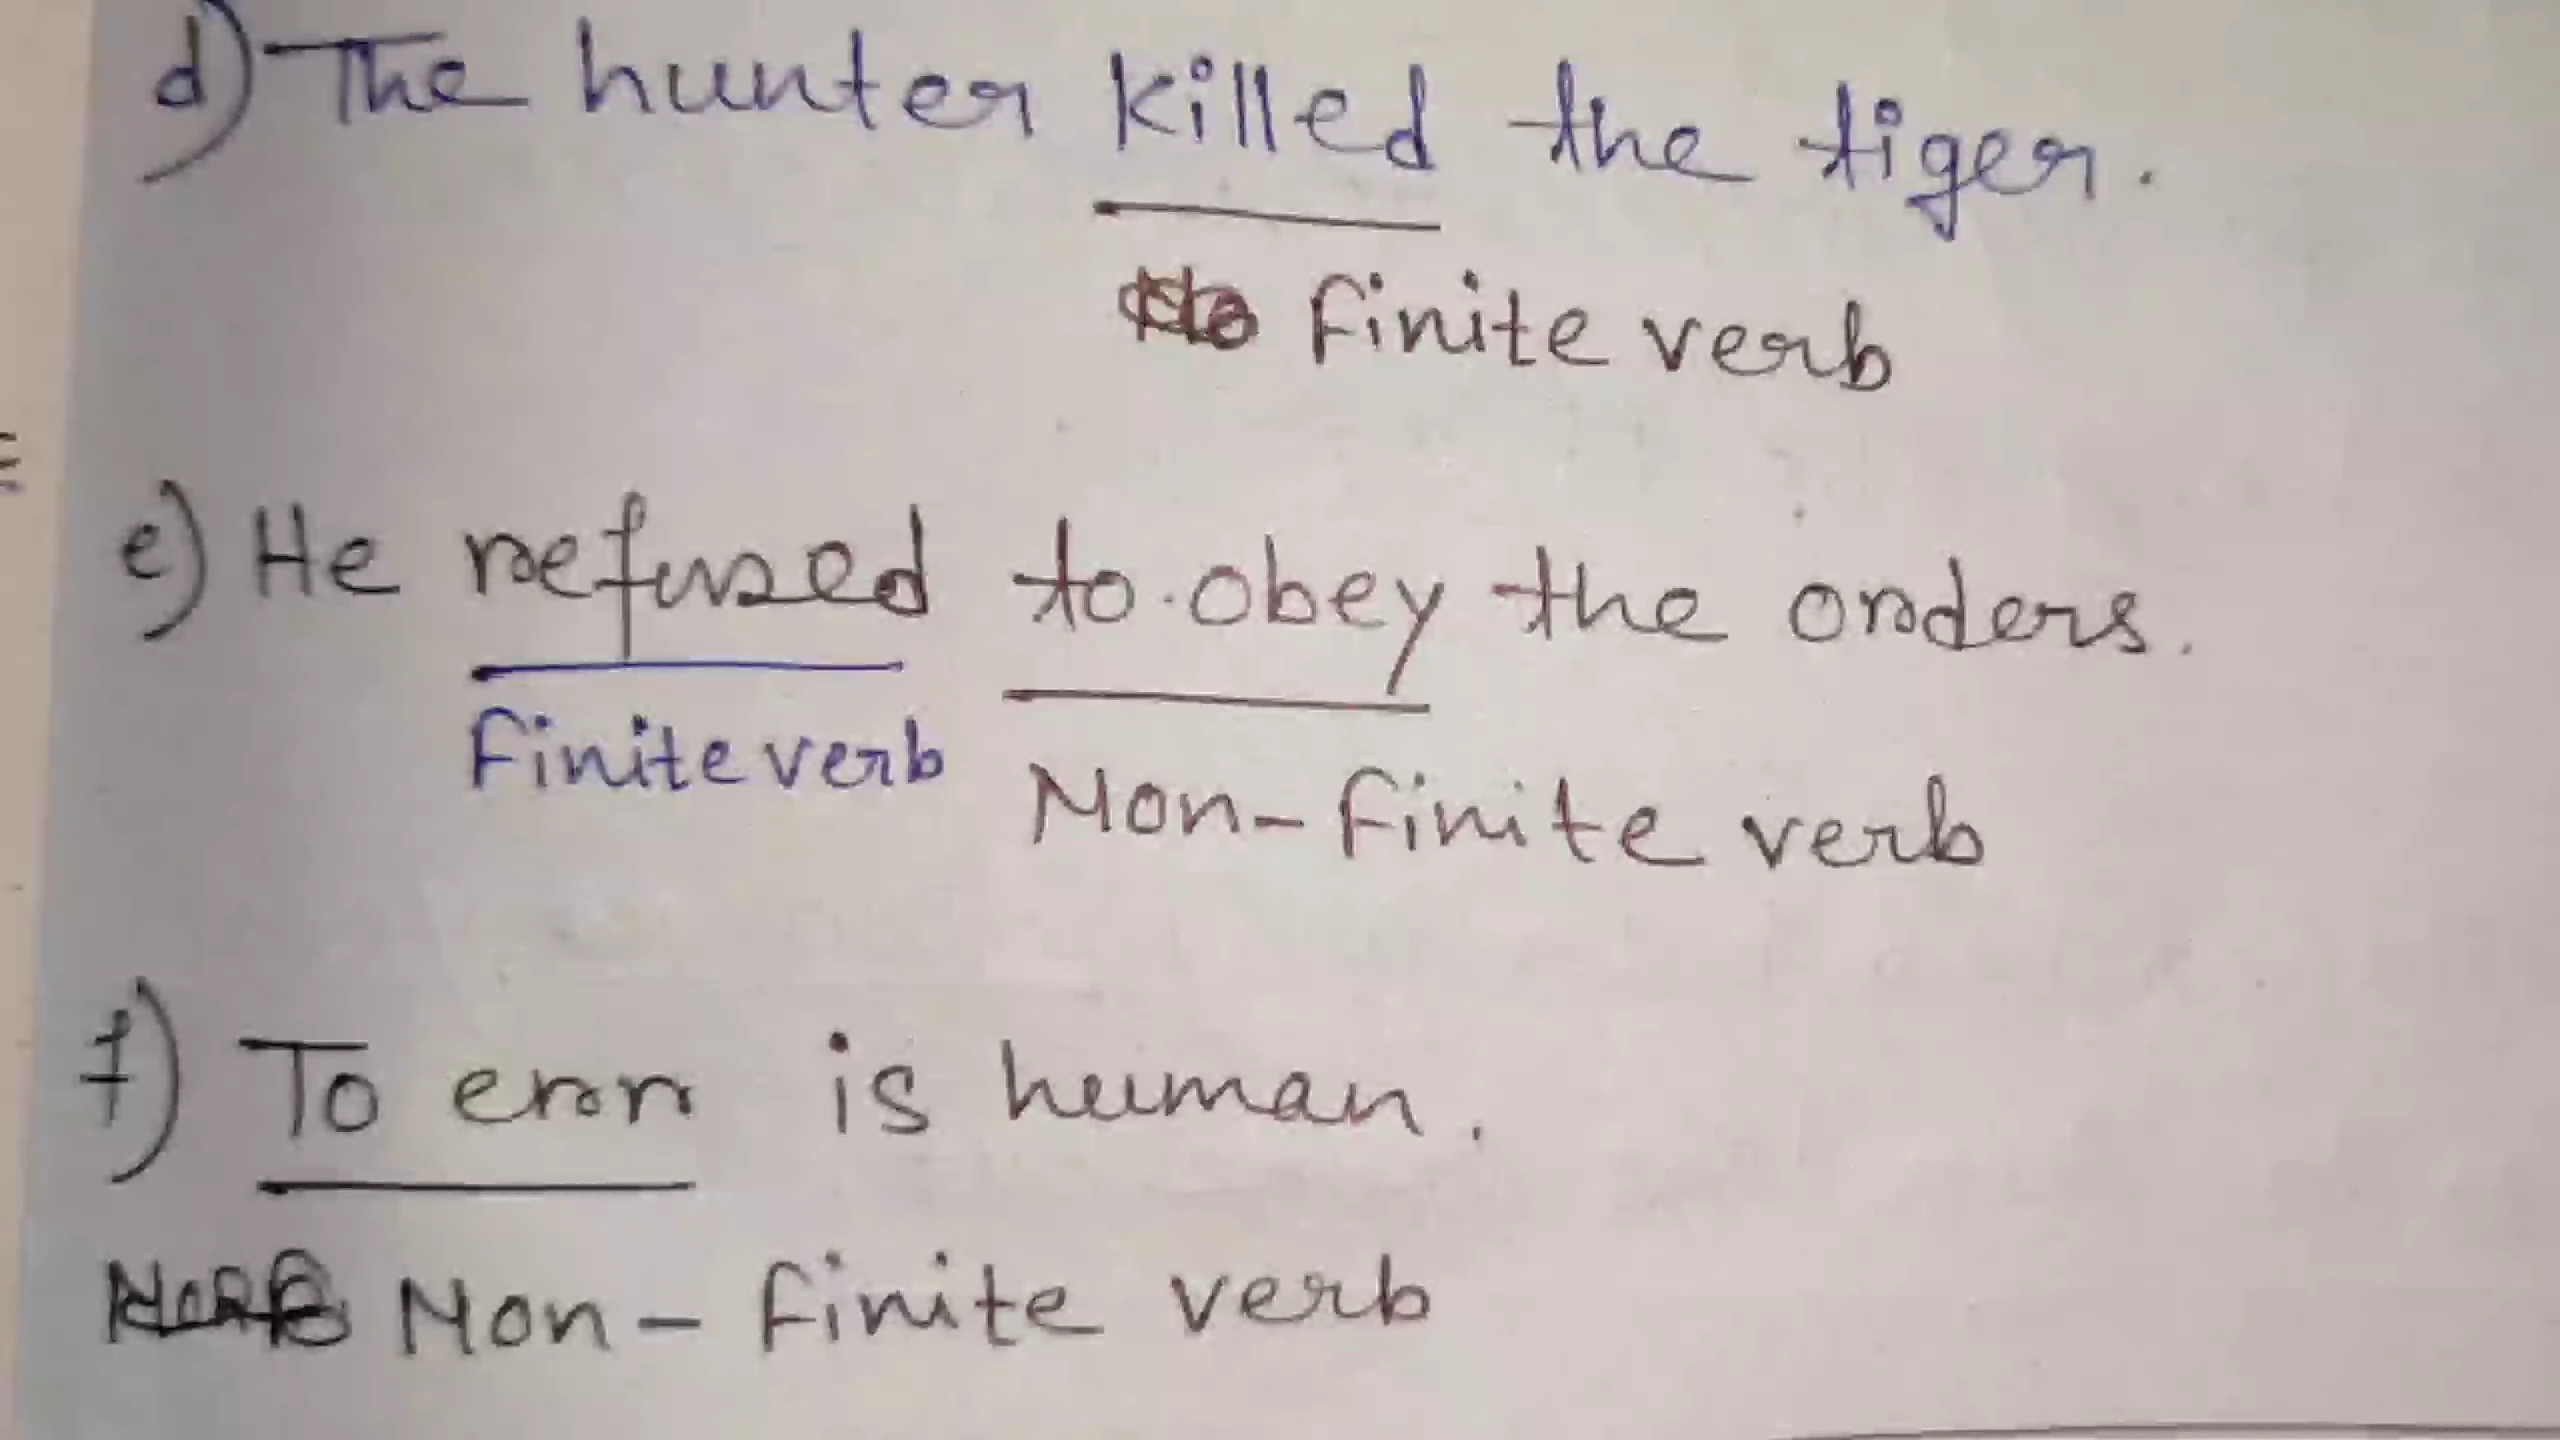 d) The hunter killed the tiger.
finite verb
e) He refused to obey the orders.
finite verb
Non-finite verb
f) To err is human.
Non-finite verb